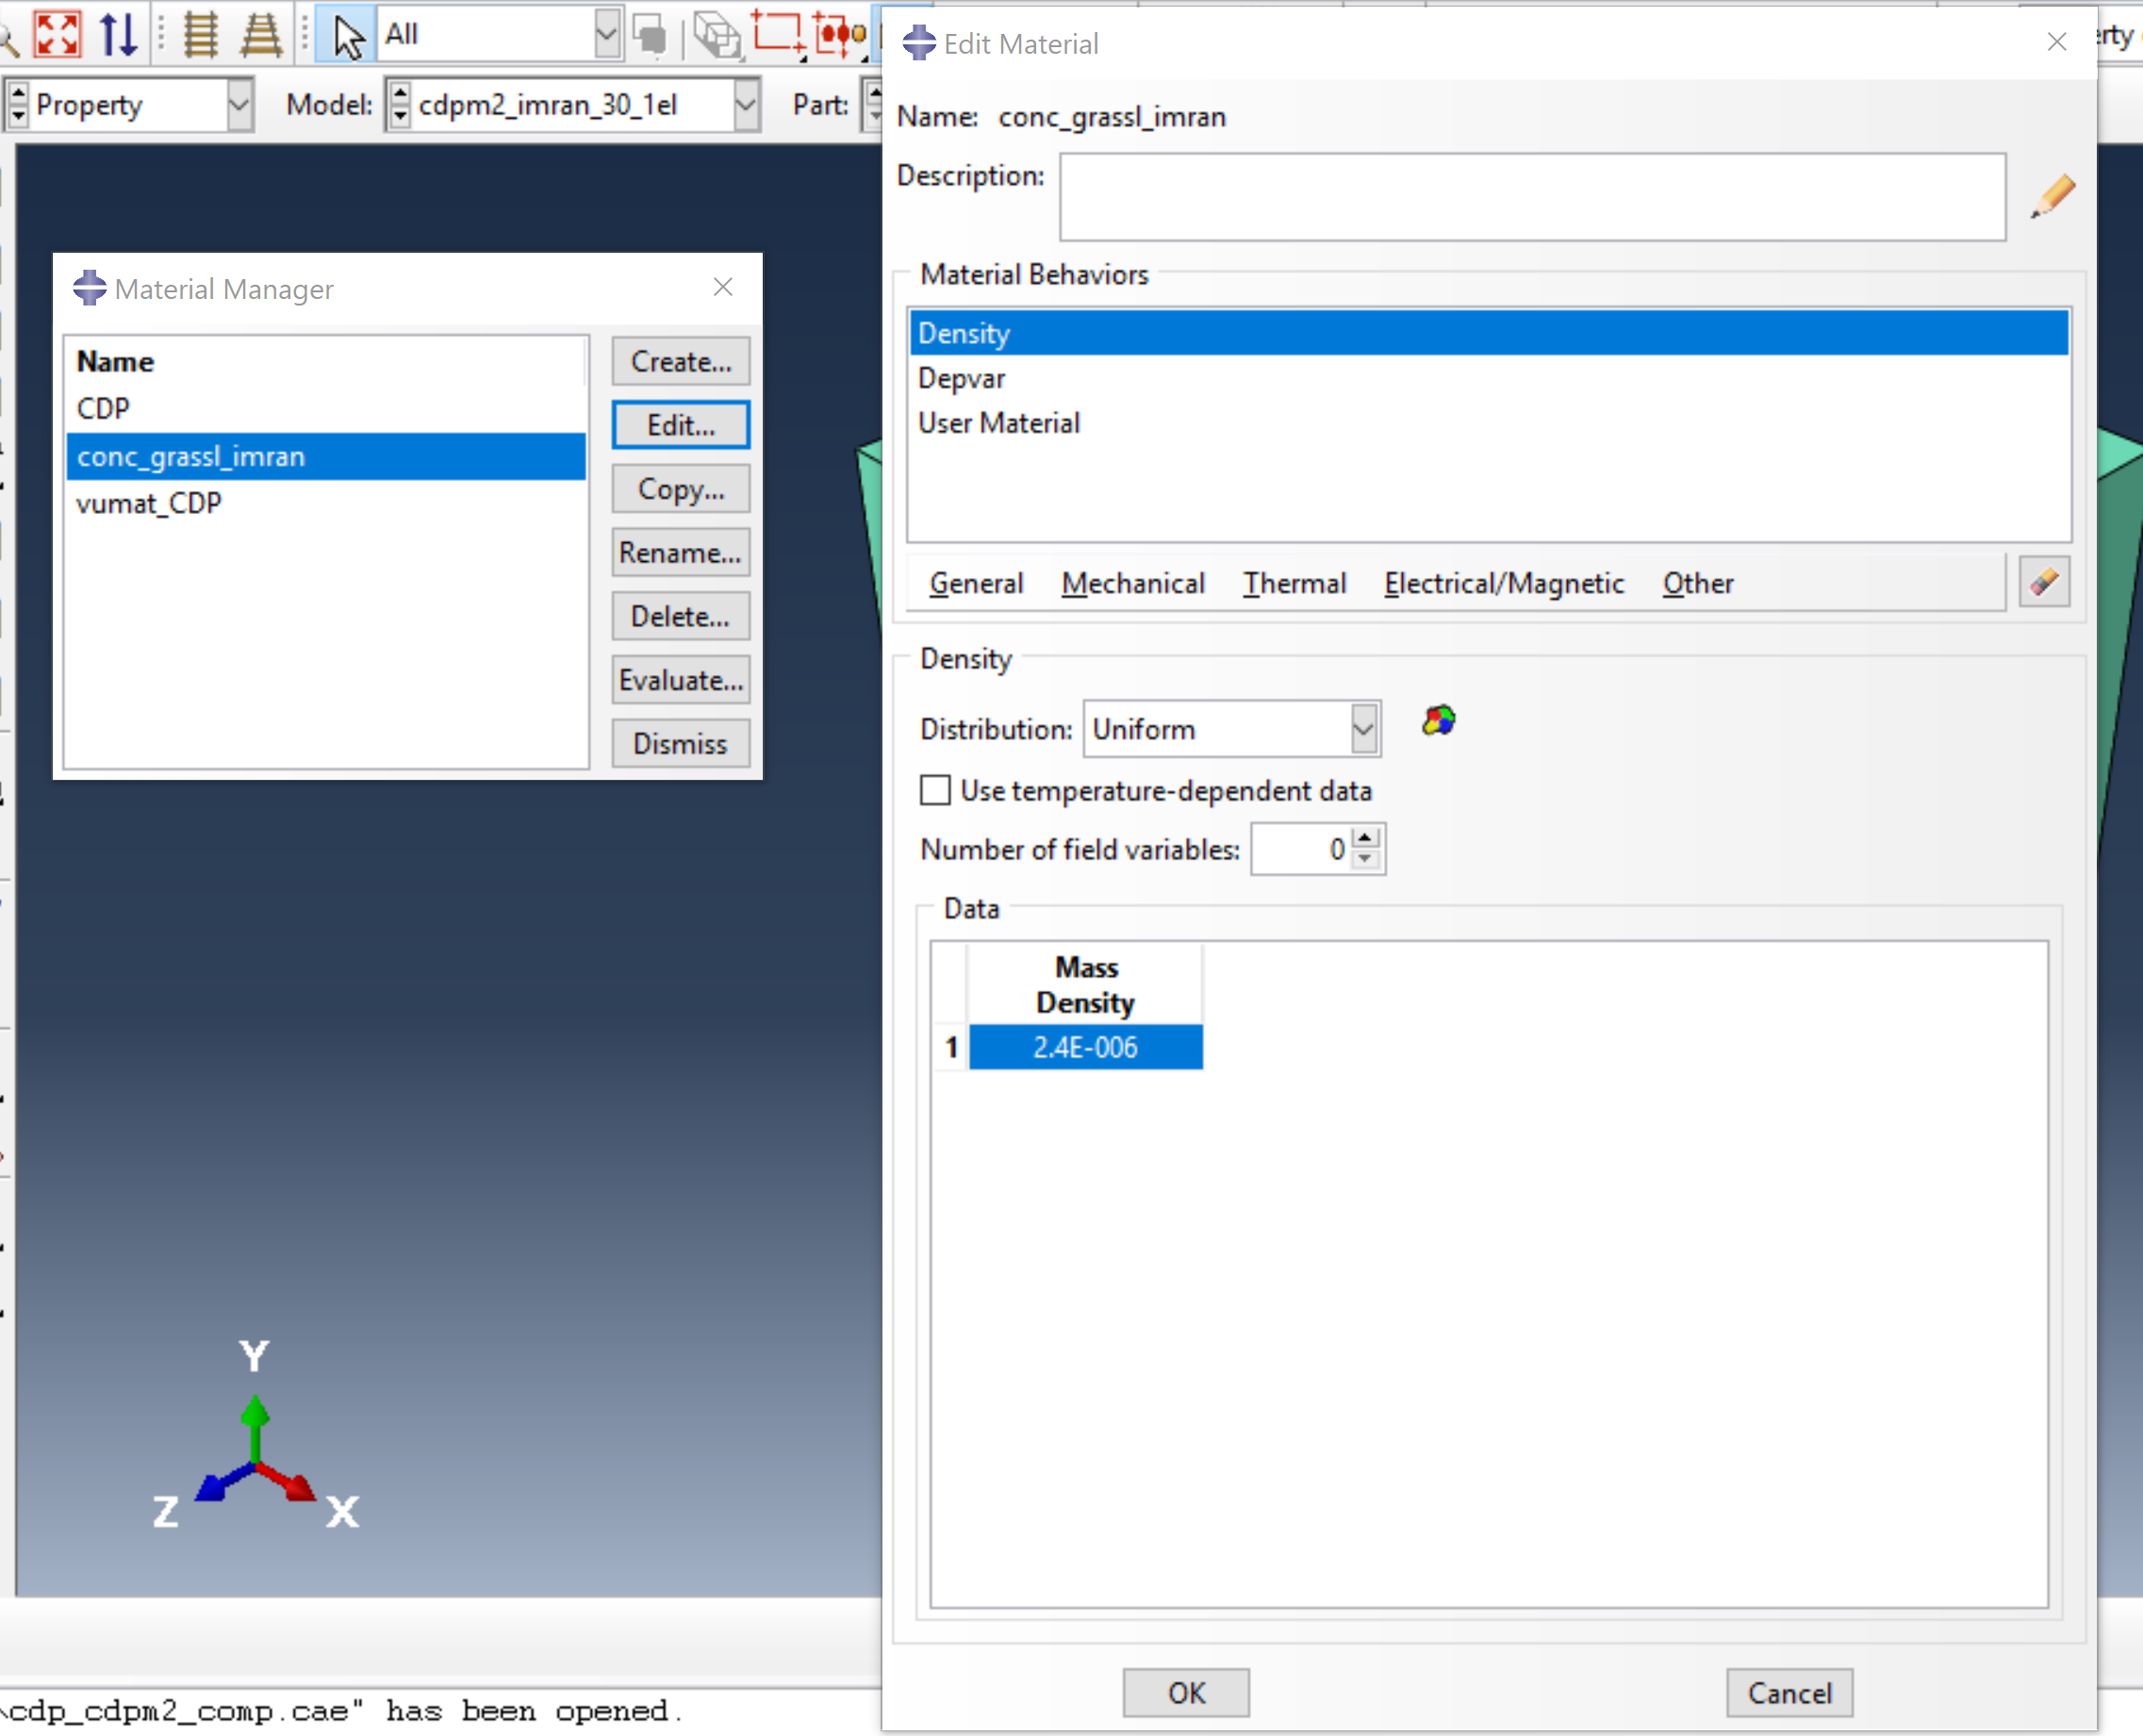 All
Property
Model:
cdpm2_imran_30_1el
Part:
Material Manager
Name
CDP
conc_grassl_imran
vumat_CDP
Create...
Edit...
Copy...
Rename...
Delete...
Evaluate...
Dismiss
Y
Z
X
cdp_cdpm2_comp.cae" has been opened.
Edit Material
Name: conc_grassl_imran
Description:
Material Behaviors
Density
Depvar
User Material
General Mechanical Thermal Electrical/Magnetic Other
Density
Distribution: Uniform
Use temperature-dependent data
Number of field variables: 0
Data
Mass
Density
1 2.4E-006
OK
Cancel